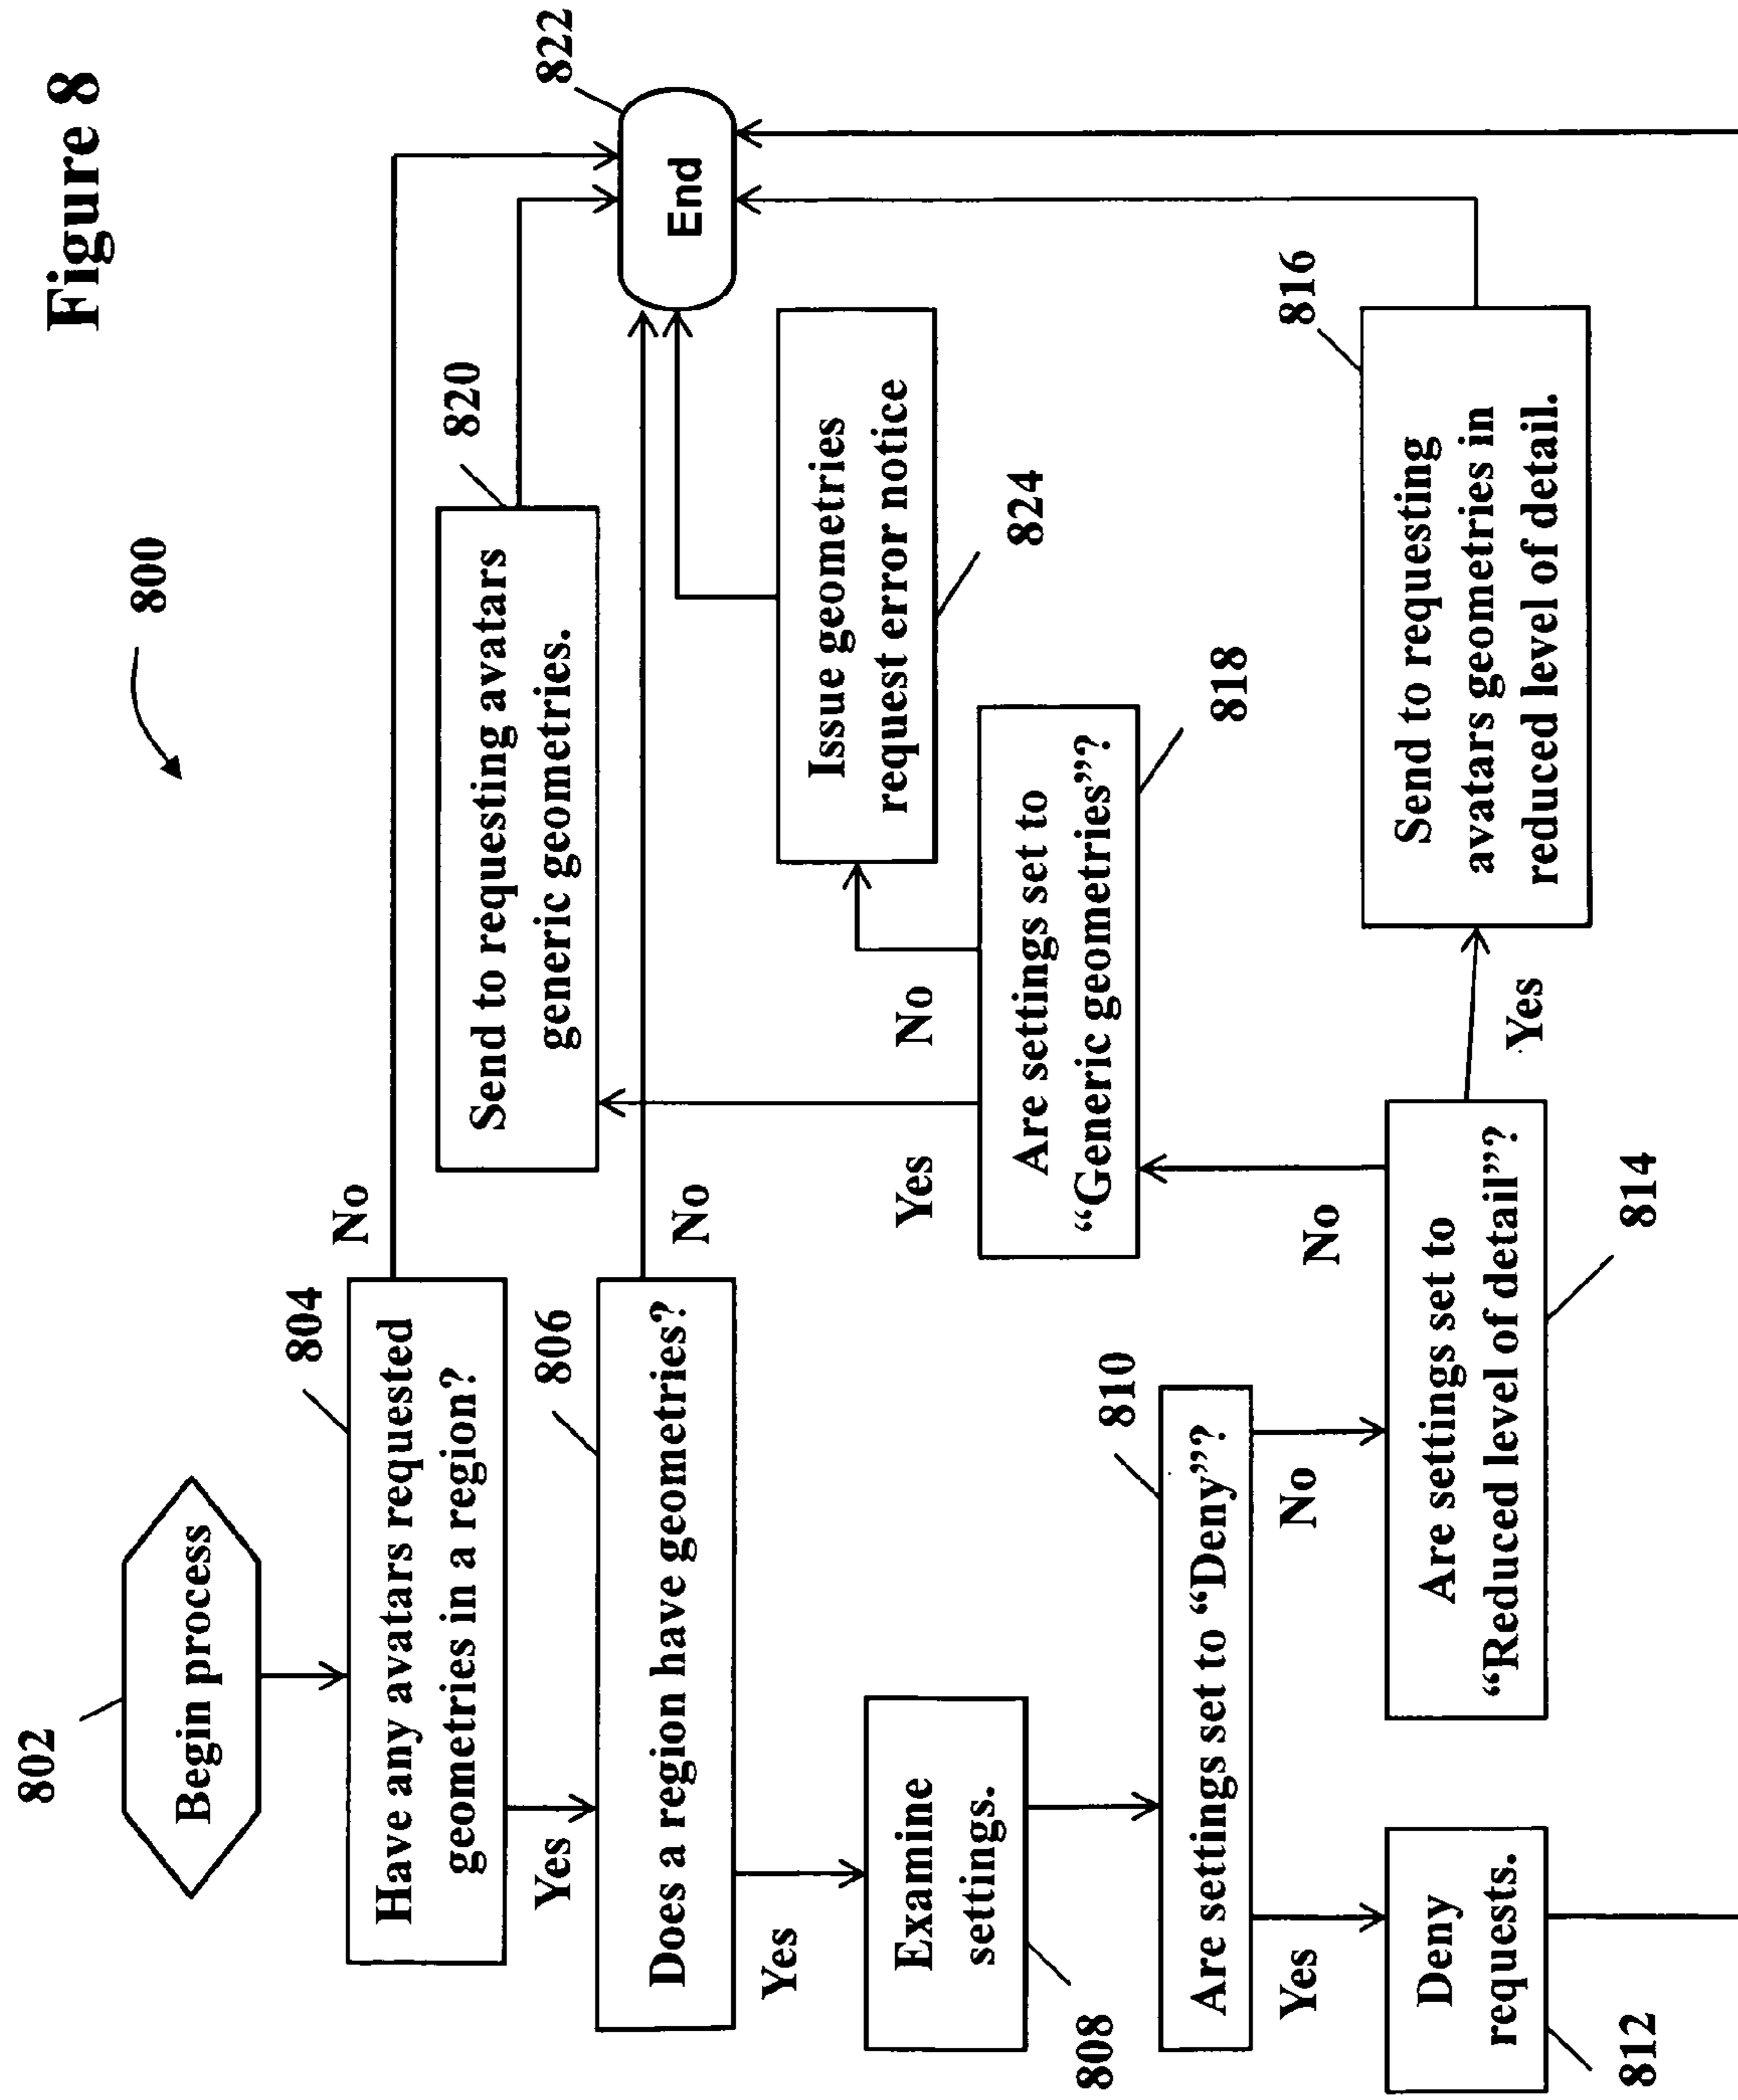 Figure 8
800
802
Begin process
804
Have any avatars requested
geometries in a region?
No
Yes
806
Does a region have geometries?
No
Yes
808
Examine
settings.
810
Are settings set to “Deny”?
Yes
No
812
Deny
requests.
814
Are settings set to
“Reduced level of detail”?
No
Yes
816
Send to requesting
avatars geometries in
reduced level of detail.
818
Are settings set to
“Generic geometries”?
Yes
No
820
Send to requesting avatars
generic geometries.
824
Issue geometries
request error notice
822
End